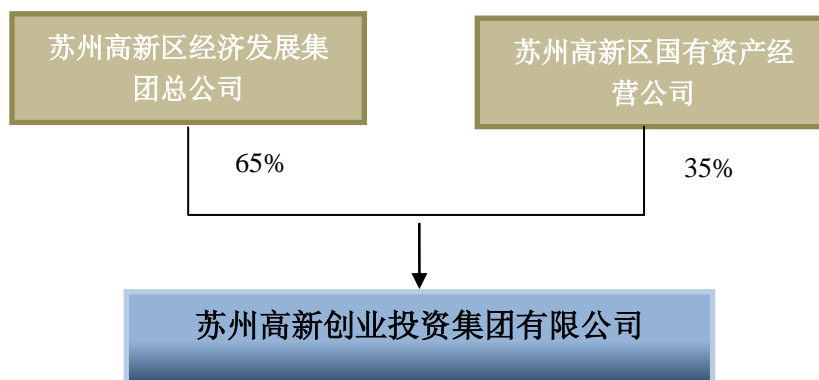 苏州高新区经济发展集
团总公司
苏州高新区国有资产经
营公司
65%
35%
苏州高新创业投资集团有限公司